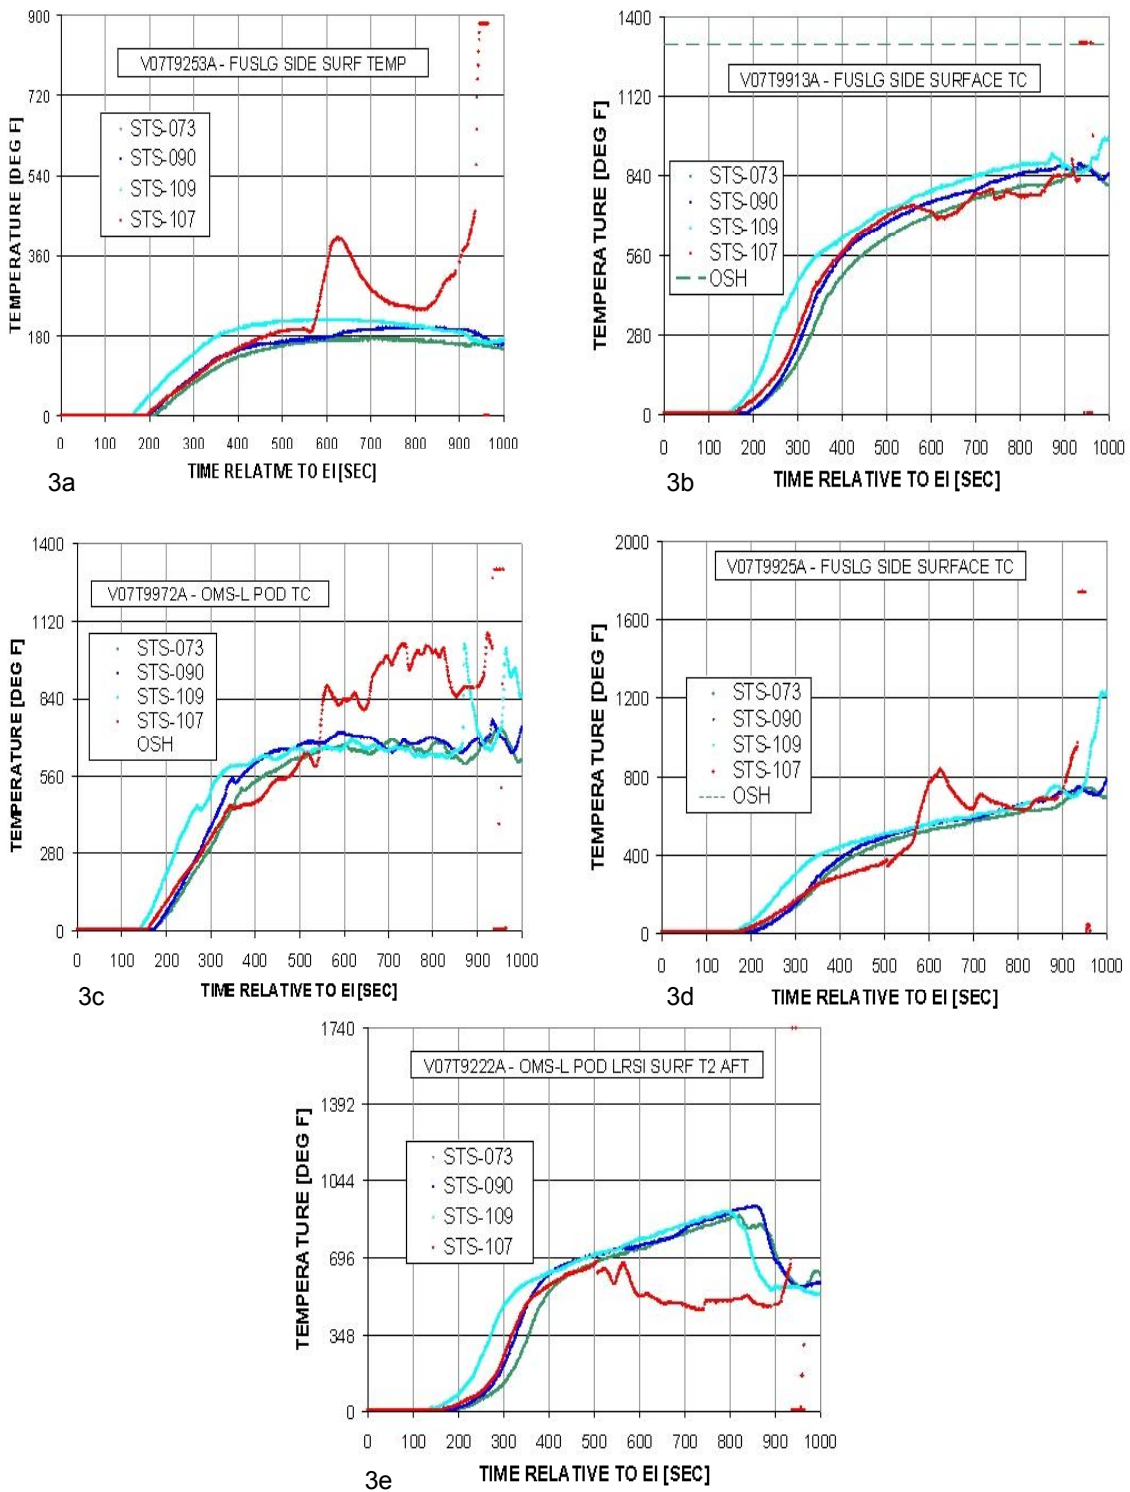 900
720
540
360
180
0
TEMPERATURE [DEG F]
V07T9253A - FUSLG SIDE SURF TEMP
STS-073
STS-090
STS-109
STS-107
0 100 200 300 400 500 600 700 800 900 1000
TIME RELATIVE TO EI [SEC]
3a
1400
1120
840
560
280
0
TEMPERATURE [DEG F]
V07T9913A - FUSLG SIDE SURFACE TC
STS-073
STS-090
STS-109
STS-107
OSH
0 100 200 300 400 500 600 700 800 900 1000
TIME RELATIVE TO EI [SEC]
3b
1400
1120
840
560
280
0
TEMPERATURE [DEG F]
V07T9972A - OMS-L POD TC
STS-073
STS-090
STS-109
STS-107
OSH
0 100 200 300 400 500 600 700 800 900 1000
TIME RELATIVE TO EI [SEC]
3c
2000
1600
1200
800
400
0
TEMPERATURE [DEG F]
V07T9925A - FUSLG SIDE SURFACE TC
STS-073
STS-090
STS-109
STS-107
OSH
0 100 200 300 400 500 600 700 800 900 1000
TIME RELATIVE TO EI [SEC]
3d
1740
1392
1044
696
348
0
TEMPERATURE [DEG F]
V07T9222A - OMS-L POD LRSI SURF T2 AFT
STS-073
STS-090
STS-109
STS-107
0 100 200 300 400 500 600 700 800 900 1000
TIME RELATIVE TO EI [SEC]
3e